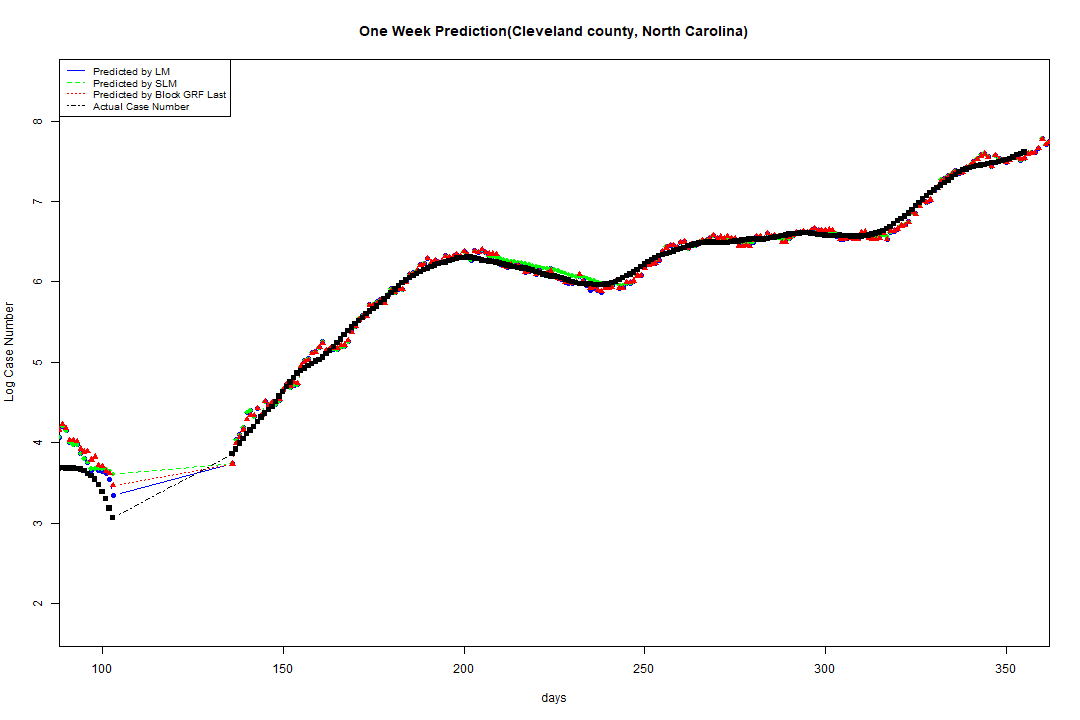 One Week Prediction(Cleveland county, North Carolina)
Predicted by LM
Predicted by SLM
Predicted by Block GRF Last
Actual Case Number
8
7
6
5
4
3
2
Log Case Number
100 150 200 250 300 350
days